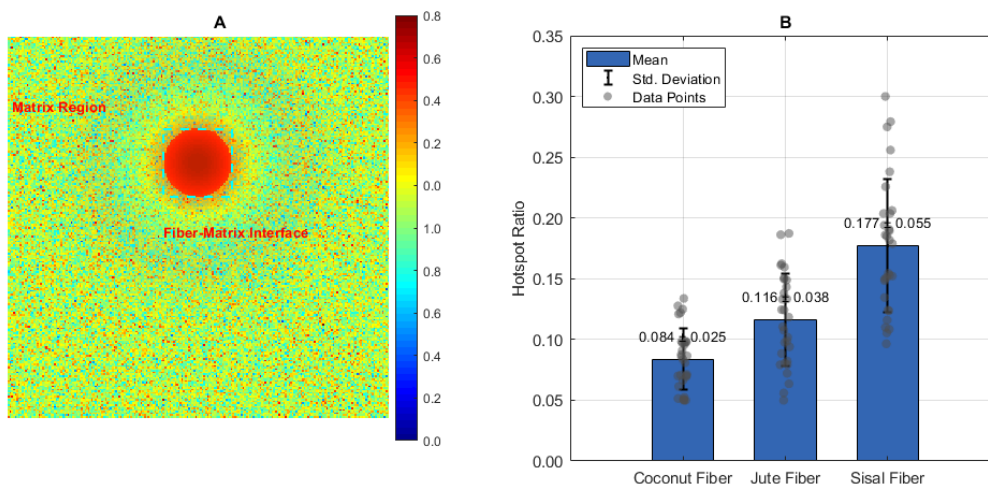 A
Matrix Region
Fiber-Matrix Interface
0.8
0.6
0.4
0.2
0.0
1.0
0.8
0.6
0.4
0.2
0.0
B
Mean
Std. Deviation
Data Points
Hotspot Ratio
0.35
0.30
0.25
0.20
0.15
0.10
0.05
0.00
0.084 ± 0.025
0.116 ± 0.038
0.177 ± 0.055
Coconut Fiber
Jute Fiber
Sisal Fiber